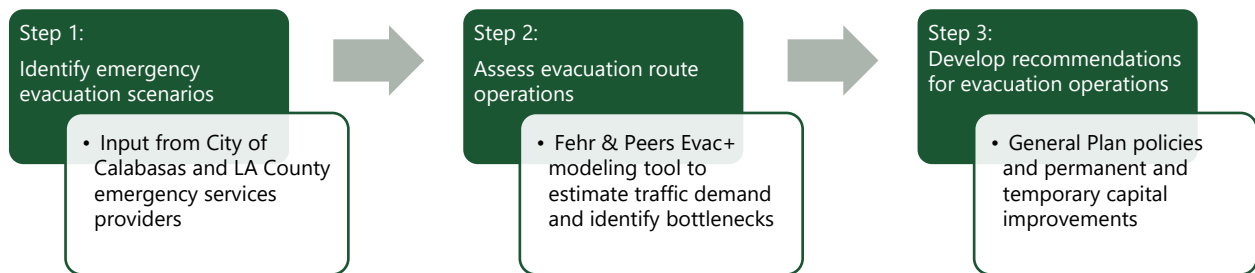 Step 1:
Identify emergency
evacuation scenarios
• Input from City of
Calabasas and LA County
emergency services
providers
Step 2:
Assess evacuation route
operations
• Fehr & Peers Evac+
modeling tool to
estimate traffic demand
and identify bottlenecks
Step 3:
Develop recommendations
for evacuation operations
• General Plan policies
and permanent and
temporary capital
improvements